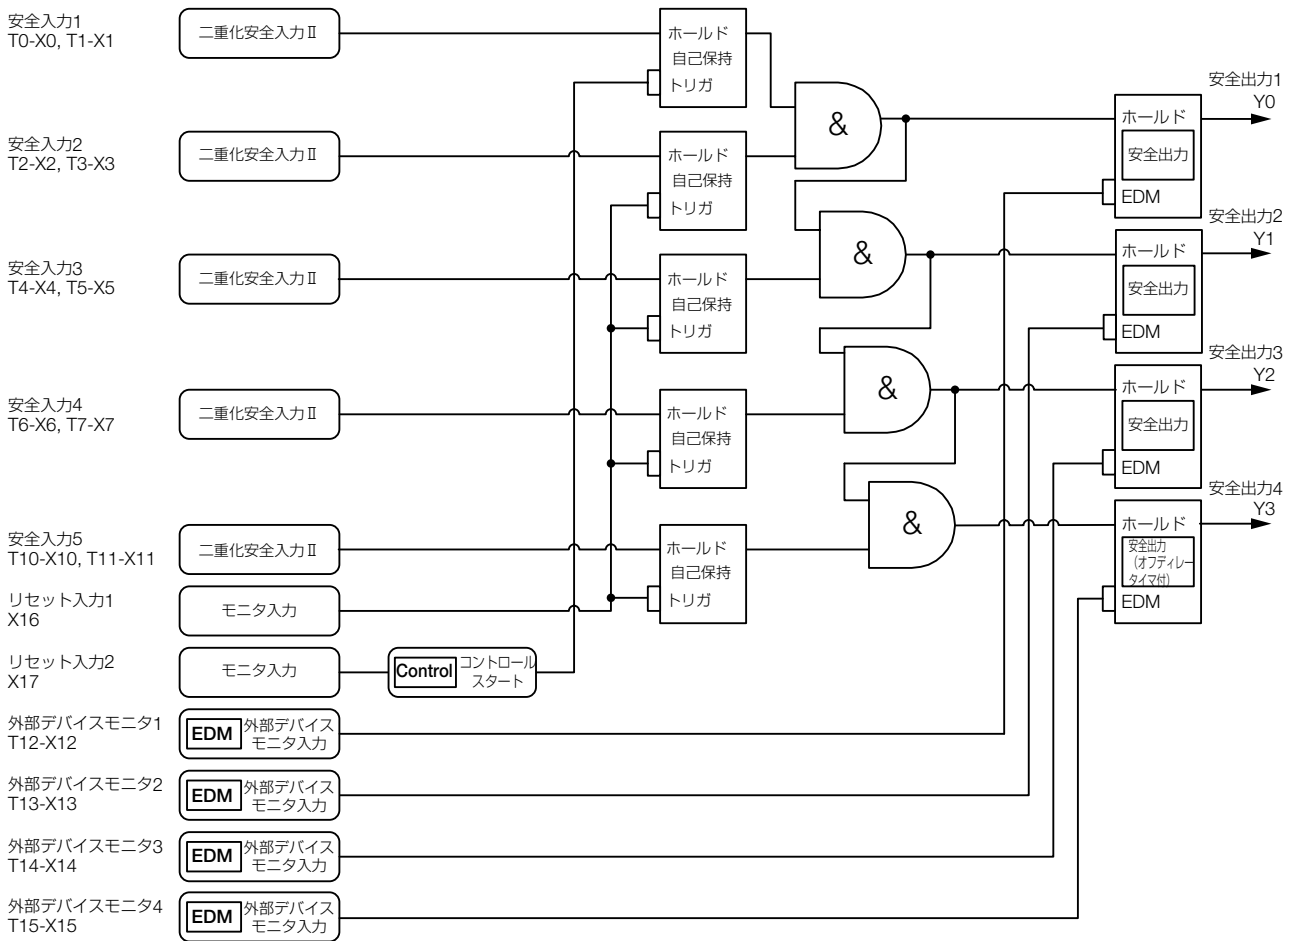 安全入力1
T0-X0, T1-X1
二重化安全入力Ⅱ
ホールド
自己保持
トリガ
安全入力2
T2-X2, T3-X3
二重化安全入力Ⅱ
ホールド
自己保持
トリガ
&
ホールド
安全出力
EDM
安全出力1
Y0
安全入力3
T4-X4, T5-X5
二重化安全入力Ⅱ
ホールド
自己保持
トリガ
&
ホールド
安全出力
EDM
安全出力2
Y1
安全入力4
T6-X6, T7-X7
二重化安全入力Ⅱ
ホールド
自己保持
トリガ
&
ホールド
安全出力
EDM
安全出力3
Y2
安全入力5
T10-X10, T11-X11
二重化安全入力Ⅱ
ホールド
自己保持
トリガ
&
ホールド
安全出力
(オフディレー
タイマ付)
EDM
安全出力4
Y3
リセット入力1
X16
モニタ入力
リセット入力2
X17
モニタ入力
Control
コントロール
スタート
外部デバイスモニタ1
T12-X12
EDM
外部デバイス
モニタ入力
外部デバイスモニタ2
T13-X13
EDM
外部デバイス
モニタ入力
外部デバイスモニタ3
T14-X14
EDM
外部デバイス
モニタ入力
外部デバイスモニタ4
T15-X15
EDM
外部デバイス
モニタ入力